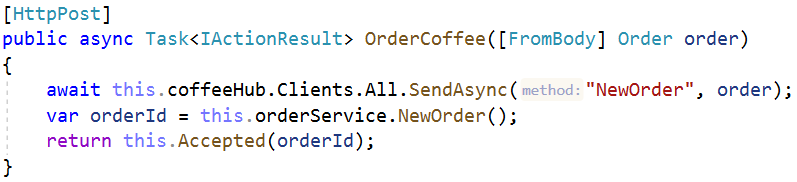 [HttpPost]
public async Task<IActionResult> OrderCoffee([FromBody] Order order)
{
    await this.coffeeHub.Clients.All.SendAsync(method:"NewOrder", order);
    var orderId = this.orderService.NewOrder();
    return this.Accepted(orderId);
}